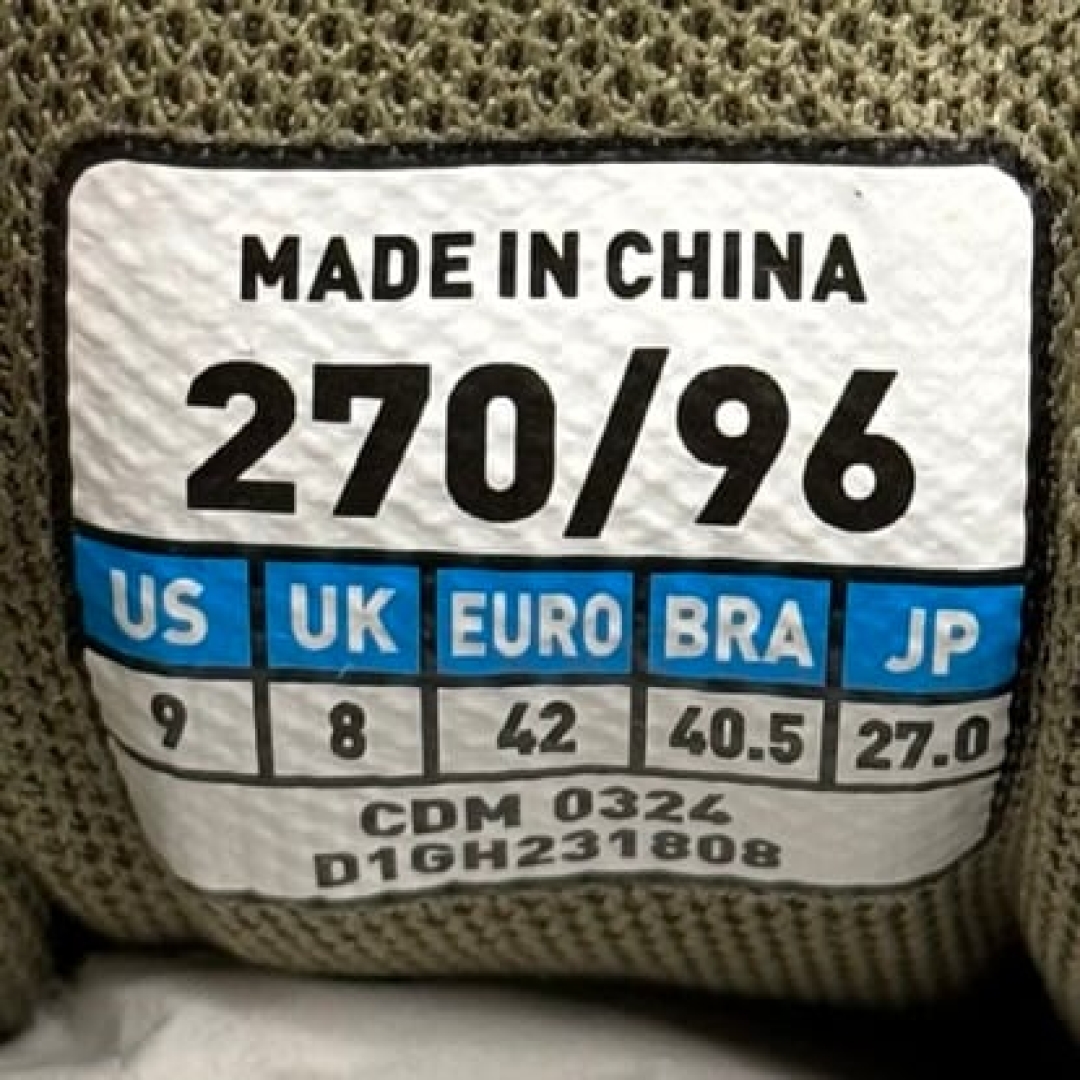 MADE IN CHINA
270/96
US UK EURO BRA JP
9 8 42 40.5 27.0
CDM 0324
D1GH231808